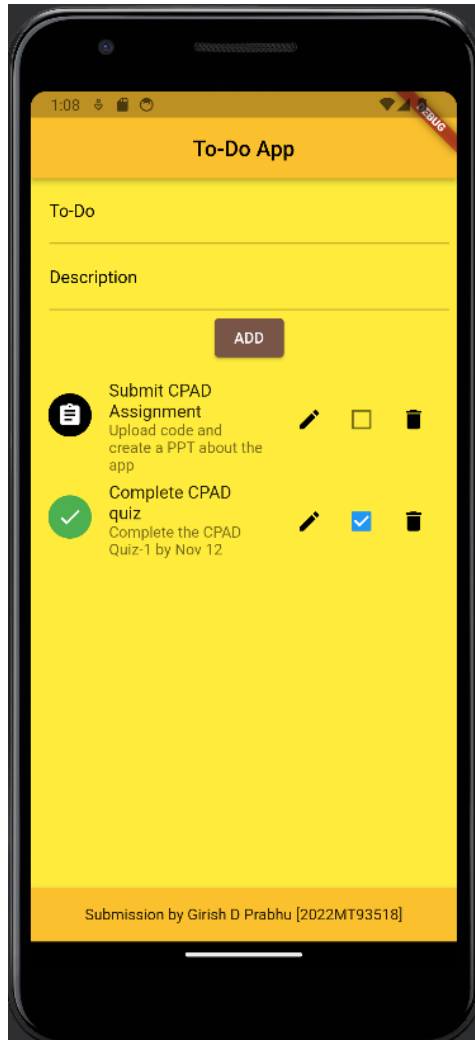 1:08
DEBUG
To-Do App
To-Do
Description
ADD
Submit CPAD
Assignment
Upload code and
create a PPT about the
app
Complete CPAD
quiz
Complete the CPAD
Quiz-1 by Nov 12
Submission by Girish D Prabhu [2022MT93518]